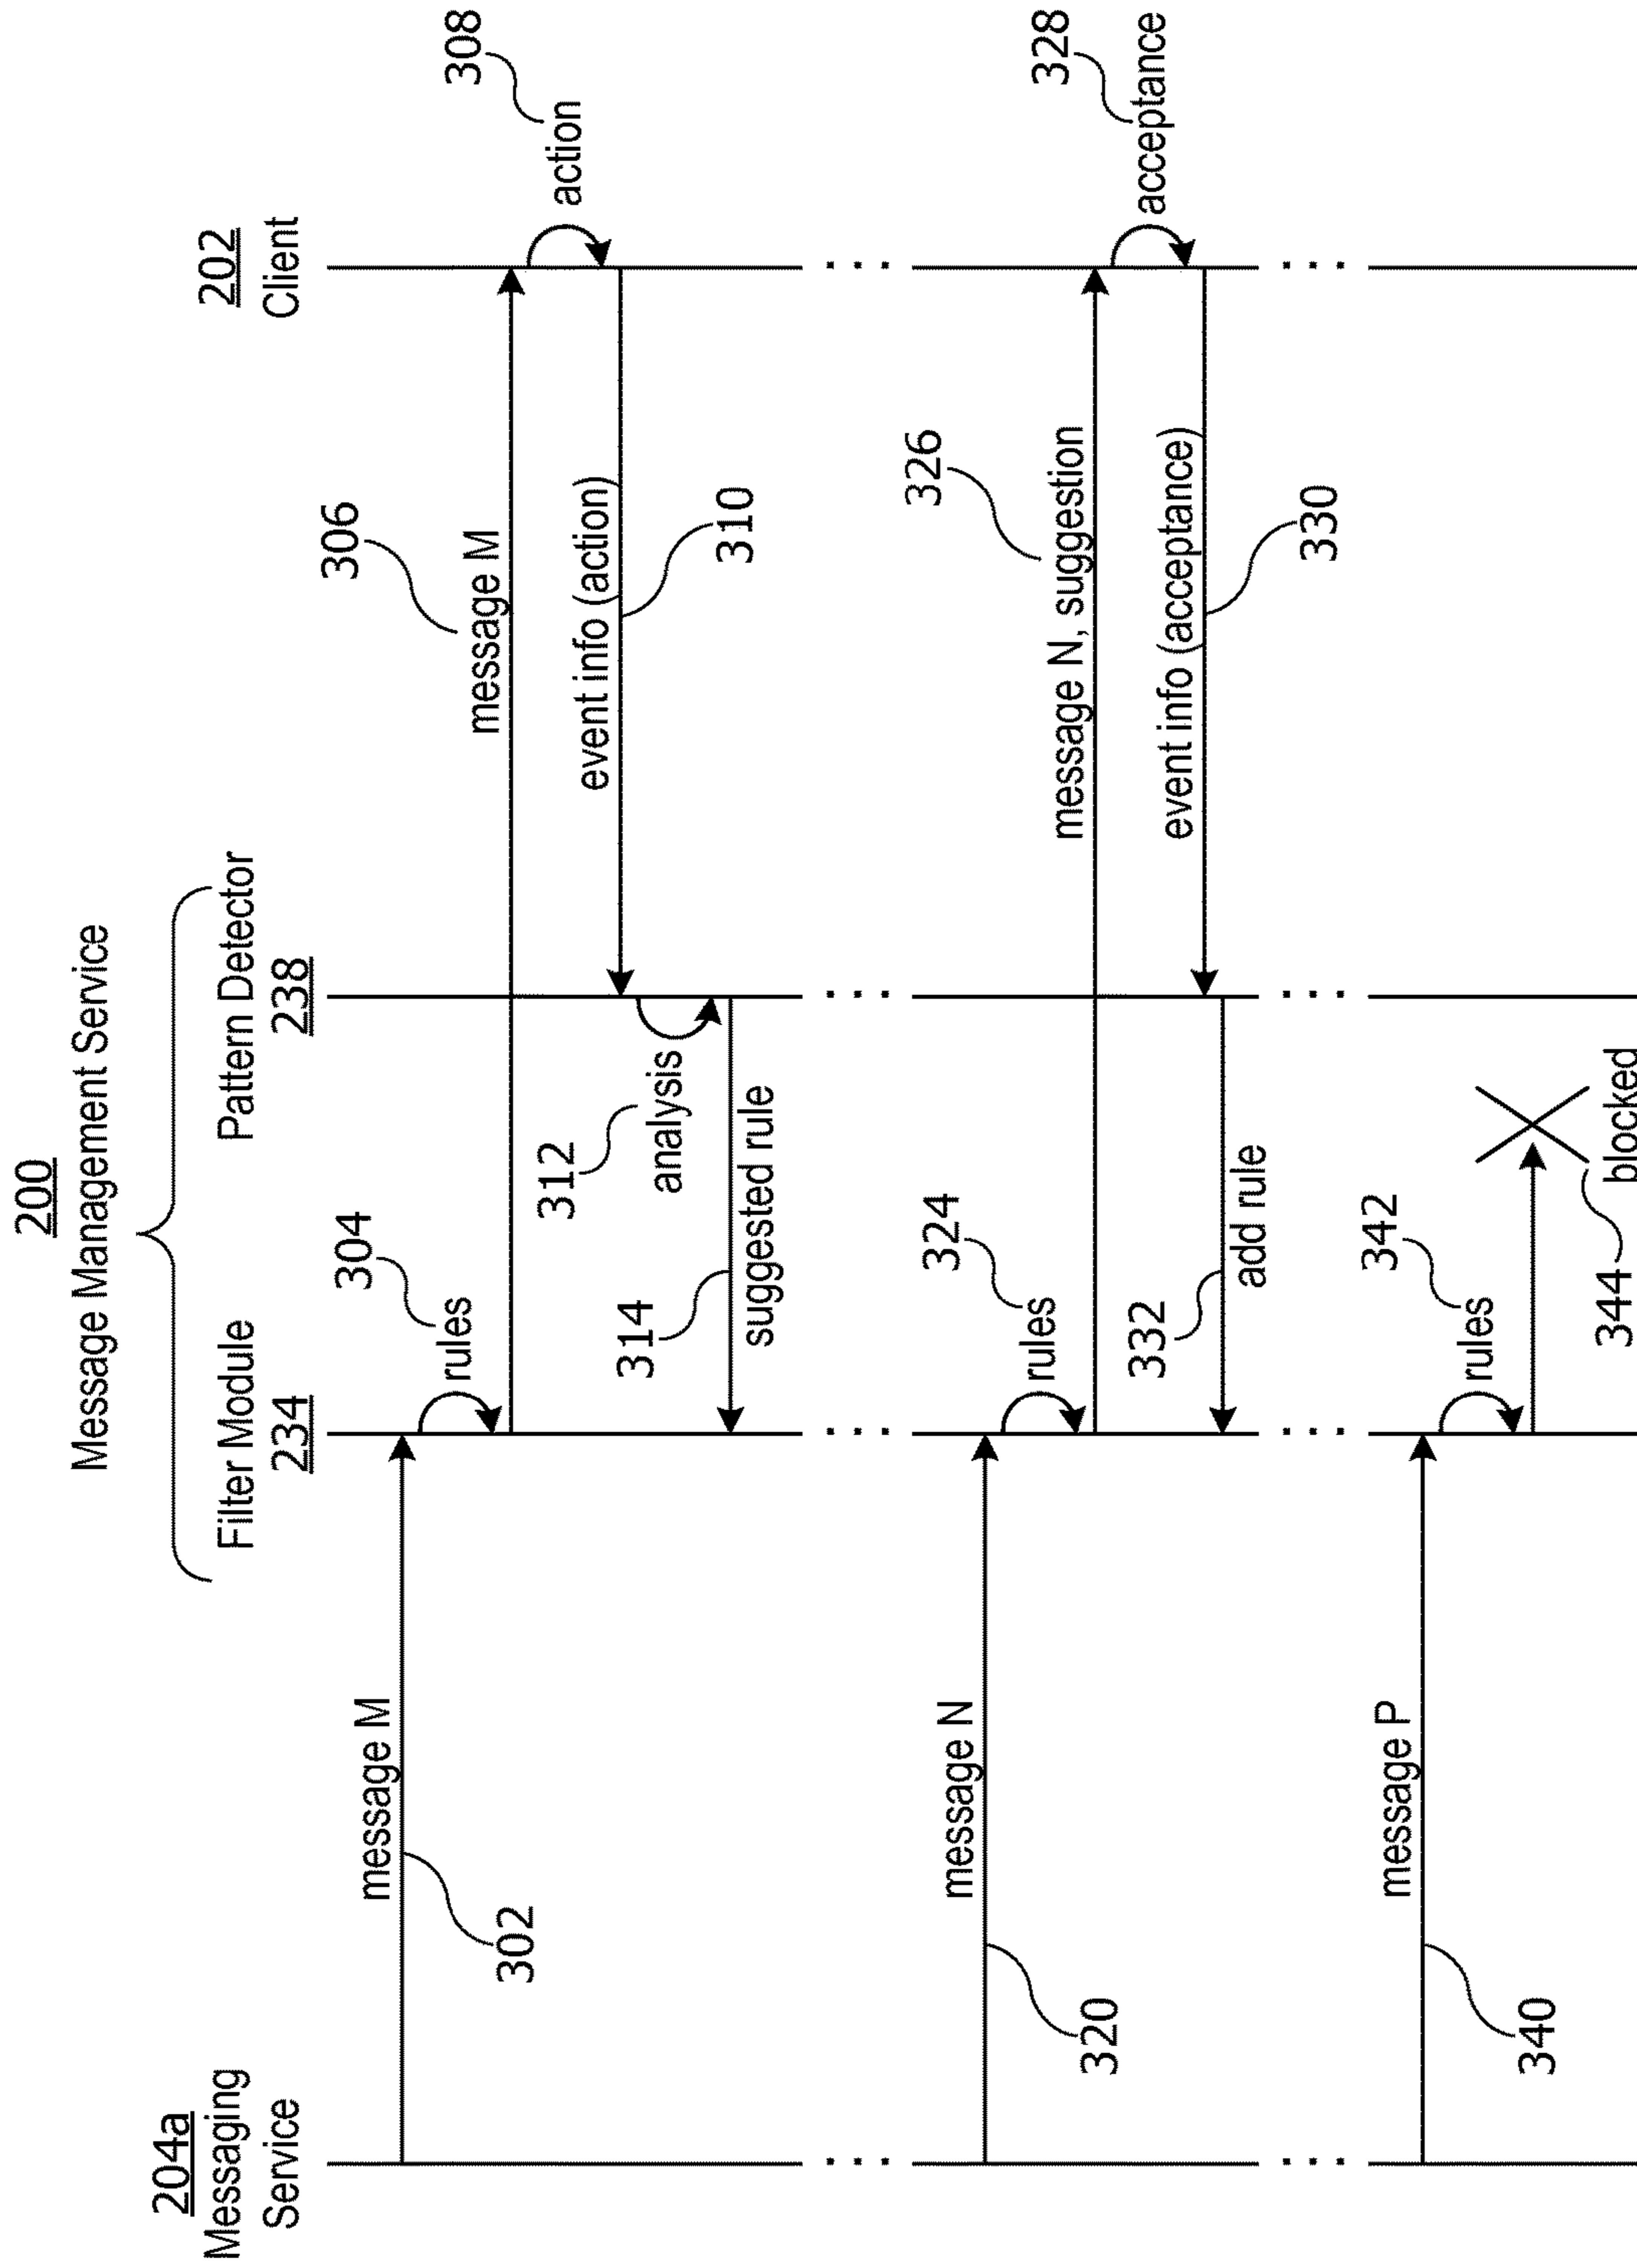 200
Message Management Service
204a
Messaging
Service
Filter Module
234
Pattern Detector
238
202
Client
message M
302
304
rules
306
message M
308
action
event info (action)
310
312
analysis
314
suggested rule
message N
320
324
rules
326
message N, suggestion
328
acceptance
event info (acceptance)
330
332
add rule
message P
340
342
rules
344
blocked